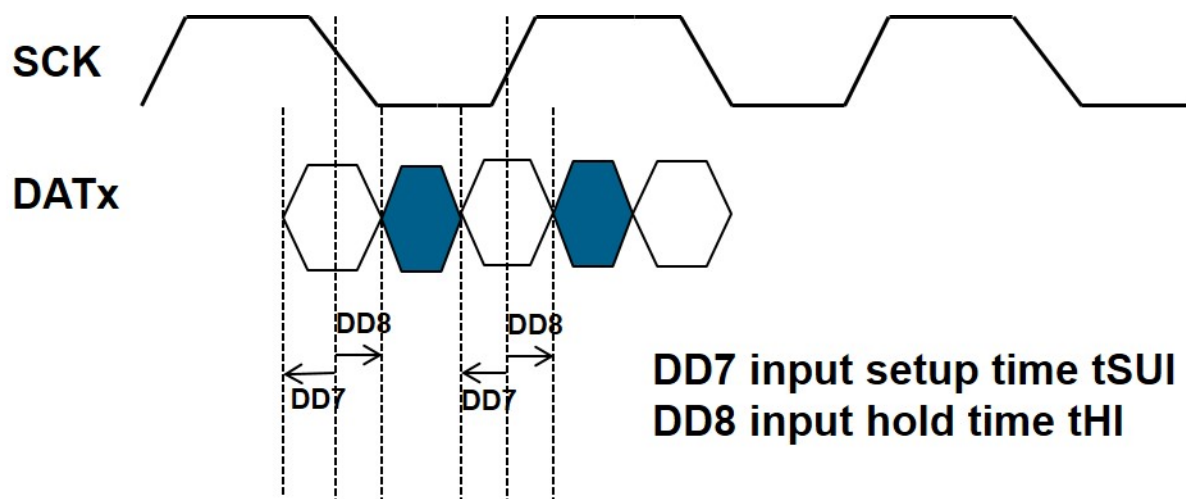 SCK
DATx
DD8
DD8
DD7
DD7
DD7 input setup time tSUI
DD8 input hold time tHI